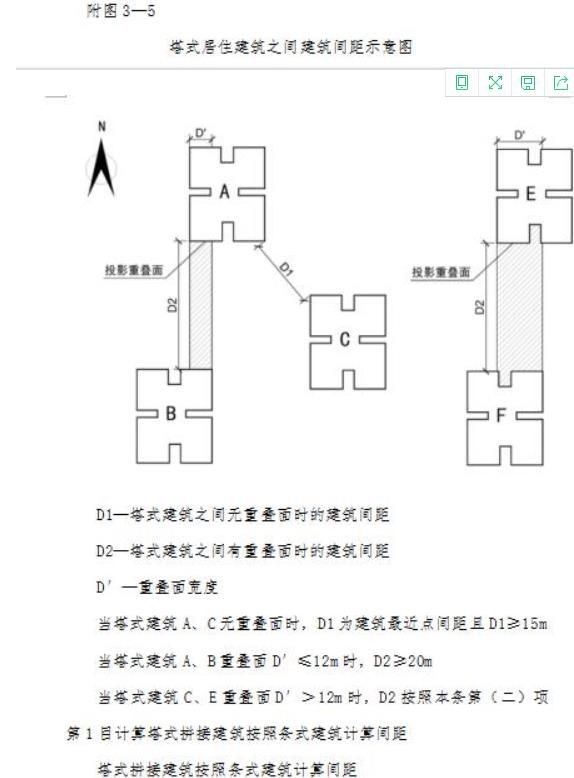 附图 3—5
塔式居住建筑之间建筑间距示意图
N
D'
D'
A
E
投影重叠面
投影重叠面
D1
D2
D2
C
B
F
D1—塔式建筑之间无重叠面时的建筑间距
D2—塔式建筑之间有重叠面时的建筑间距
D′—重叠面宽度
当塔式建筑 A、C 无重叠面时，D1 为建筑最近点间距且 D1≥15m
当塔式建筑 A、B 重叠面 D′≤12m 时，D2≥20m
当塔式建筑 C、E 重叠面 D′＞12m 时，D2 按照本条第（二）项
第 1 目计算塔式拼接建筑按照条式建筑计算间距
塔式拼接建筑按照条式建筑计算间距